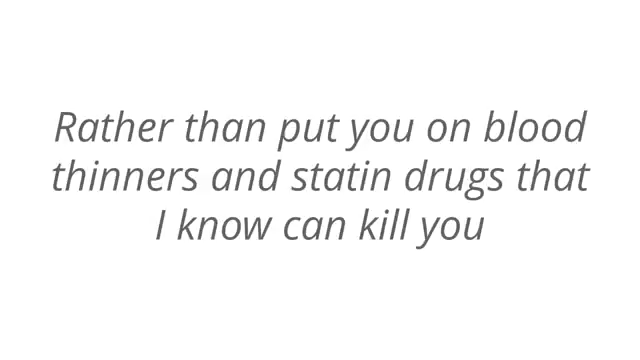 Rather than put you on blood
thinners and statin drugs that
I know can kill you